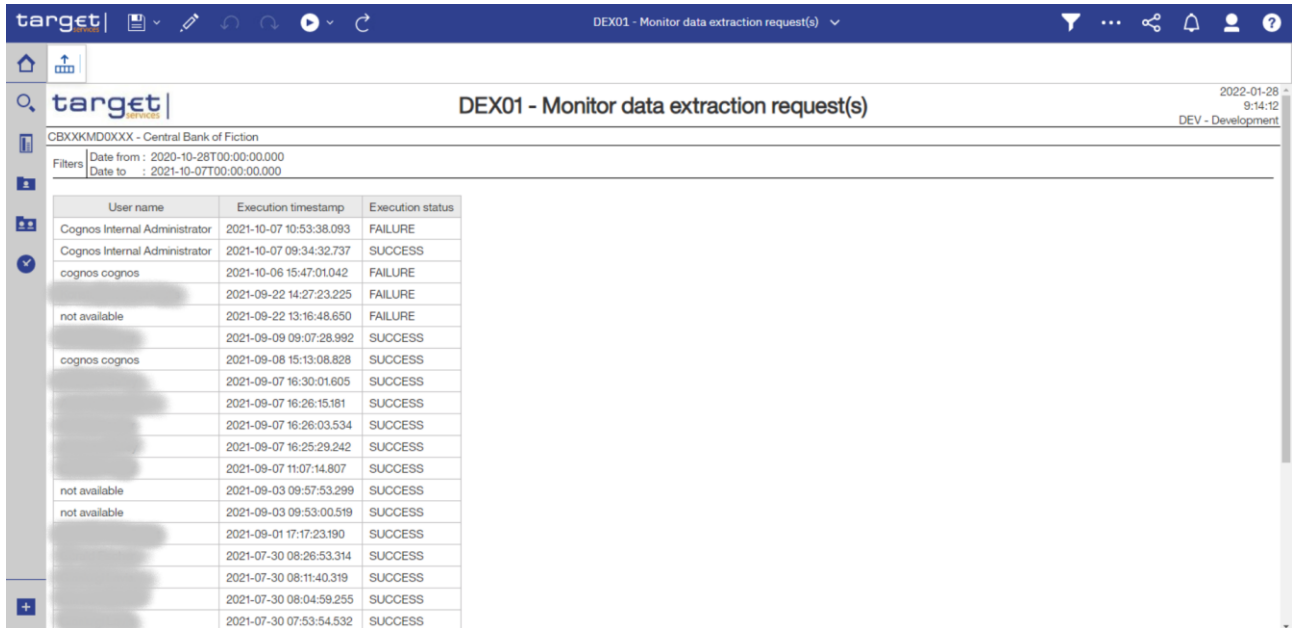 target|
services
DEX01 - Monitor data extraction request(s)
target|
services
DEX01 - Monitor data extraction request(s)
2022-01-28
9:14:12
DEV - Development
CBXXKMD0XXX - Central Bank of Fiction
Filters
Date from : 2020-10-28T00:00:00.000
Date to : 2021-10-07T00:00:00.000
User name Execution timestamp Execution status
Cognos Internal Administrator 2021-10-07 10:53:38.093 FAILURE
Cognos Internal Administrator 2021-10-07 09:34:32.737 SUCCESS
cognos cognos 2021-10-06 15:47:01.042 FAILURE
2021-09-22 14:27:23.225 FAILURE
not available 2021-09-22 13:16:48.650 FAILURE
2021-09-09 09:07:28.992 SUCCESS
cognos cognos 2021-09-08 15:13:08.828 SUCCESS
2021-09-07 16:30:01.605 SUCCESS
2021-09-07 16:26:15.181 SUCCESS
2021-09-07 16:26:03.534 SUCCESS
2021-09-07 16:25:29.242 SUCCESS
2021-09-07 11:07:14.807 SUCCESS
not available 2021-09-03 09:57:53.299 SUCCESS
not available 2021-09-03 09:53:00.519 SUCCESS
2021-09-01 17:17:23.190 SUCCESS
2021-07-30 08:26:53.314 SUCCESS
2021-07-30 08:11:40.319 SUCCESS
2021-07-30 08:04:59.255 SUCCESS
2021-07-30 07:53:54.532 SUCCESS